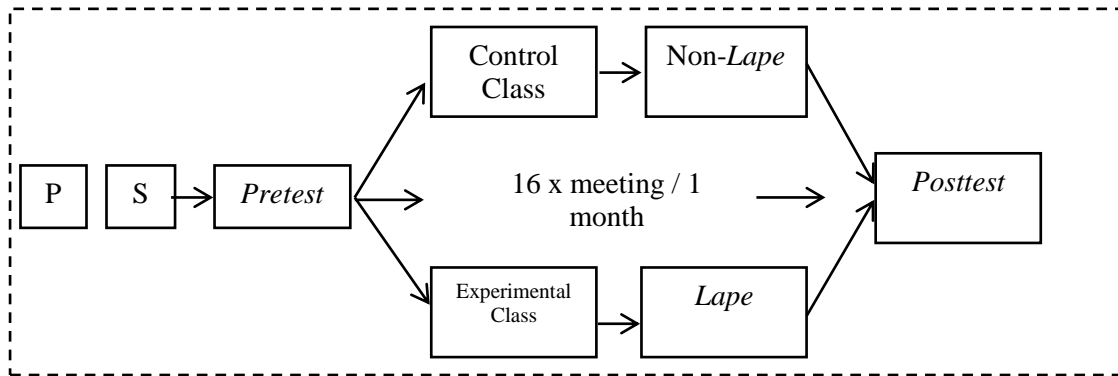 Control
Class
Non-Lape
P
S
Pretest
16 x meeting / 1
month
Posttest
Experimental
Class
Lape